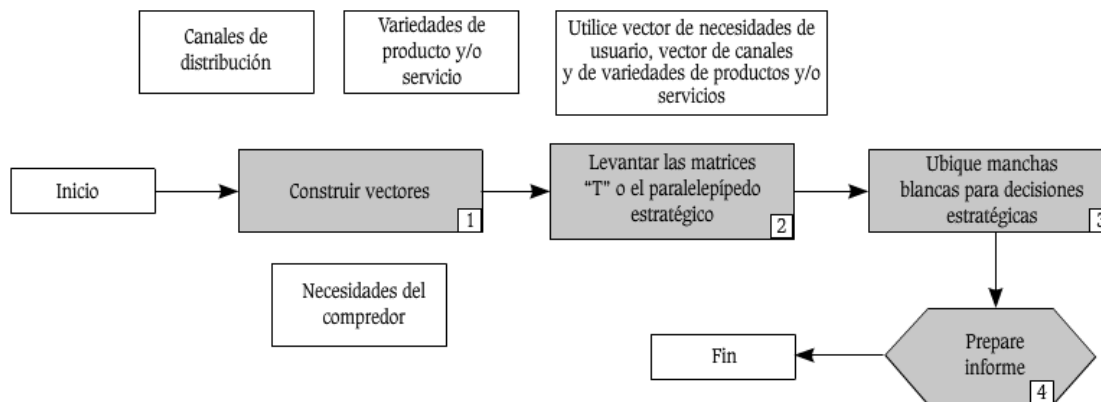 Canales de
distribución
Variedades de
producto y/o
servicio
Utilice vector de necesidades de
usuario, vector de canales
y de variedades de productos y/o
servicios
Inicio
Construir vectores
1
Levantar las matrices
“T” o el paralelepípedo
estratégico
2
Ubique manchas
blancas para decisiones
estratégicas
3
Necesidades del
compredor
Fin
Prepare
informe
4